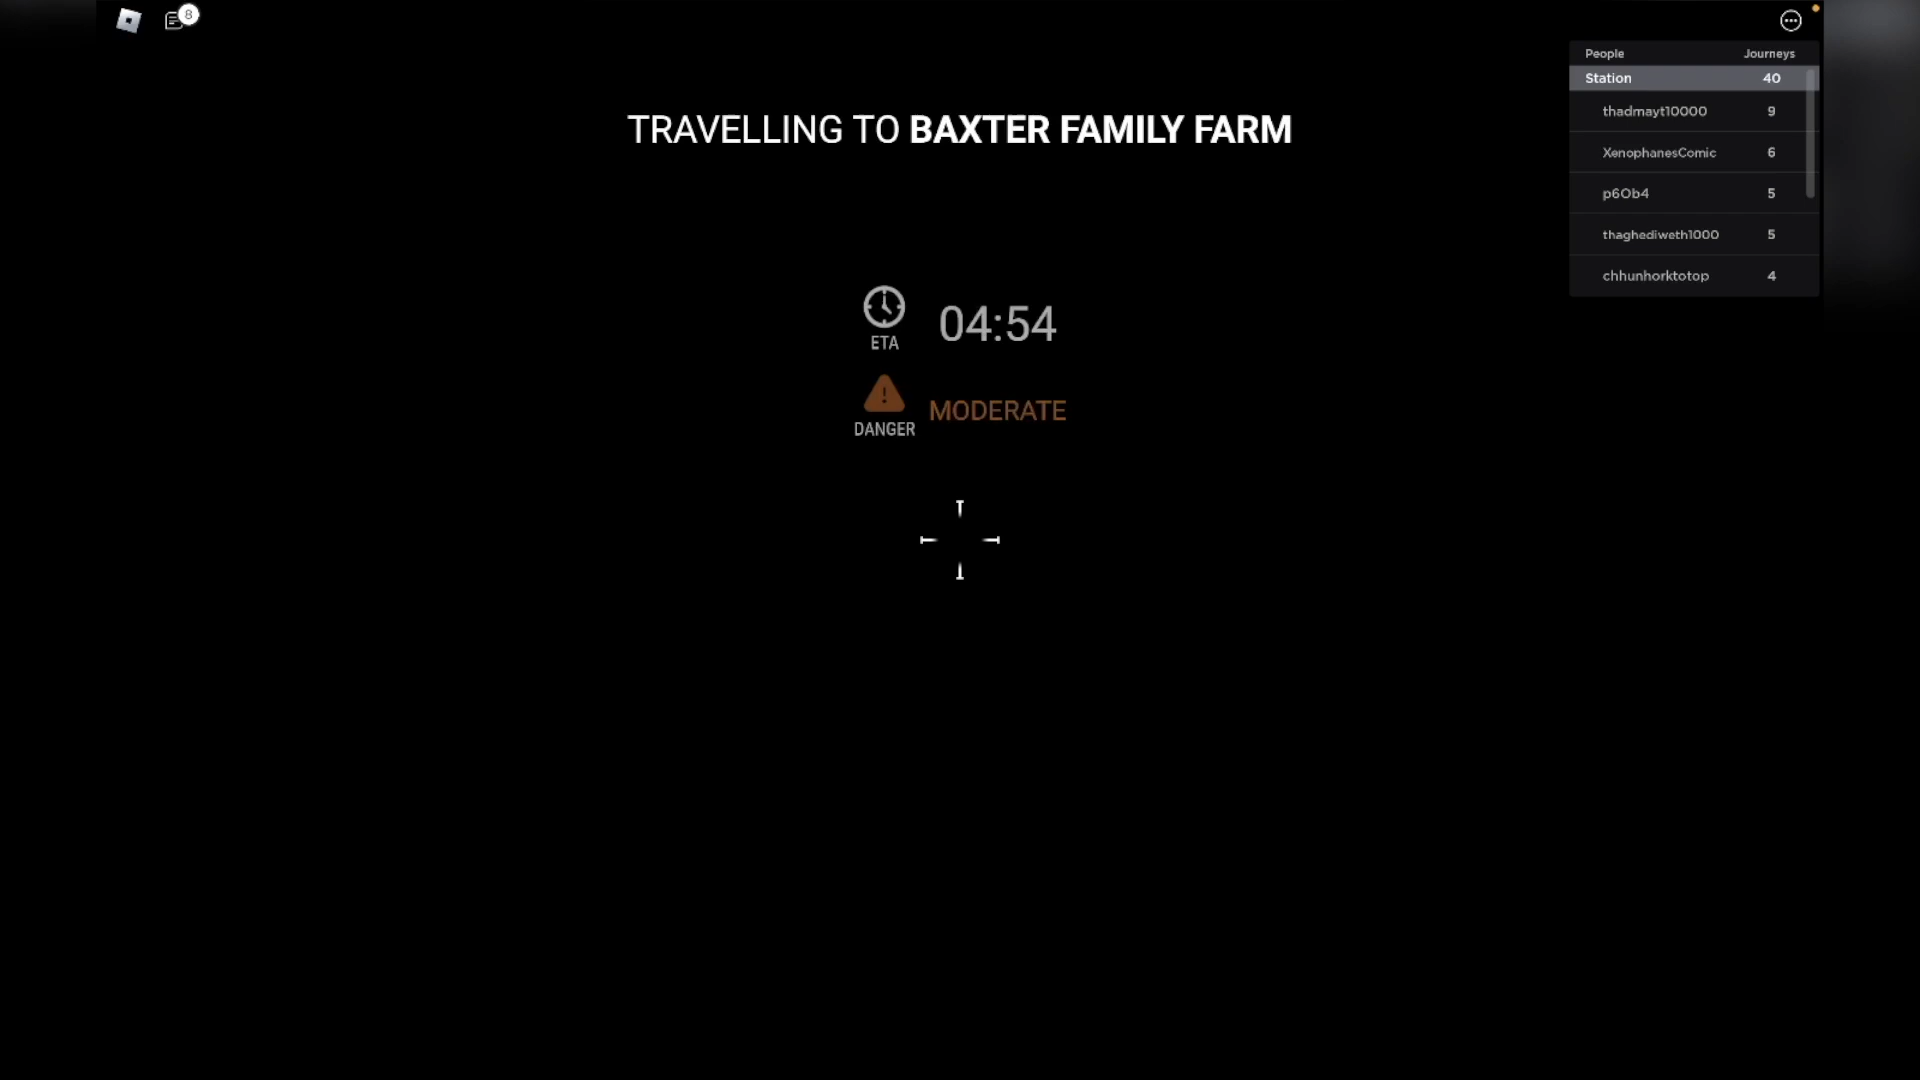 8
People Journeys
Station 40
thadmayt10000 9
XenophanesComic 6
p6Ob4 5
thaghediweth1000 5
chhunhorktotop 4
TRAVELLING TO BAXTER FAMILY FARM
ETA 04:54
DANGER MODERATE